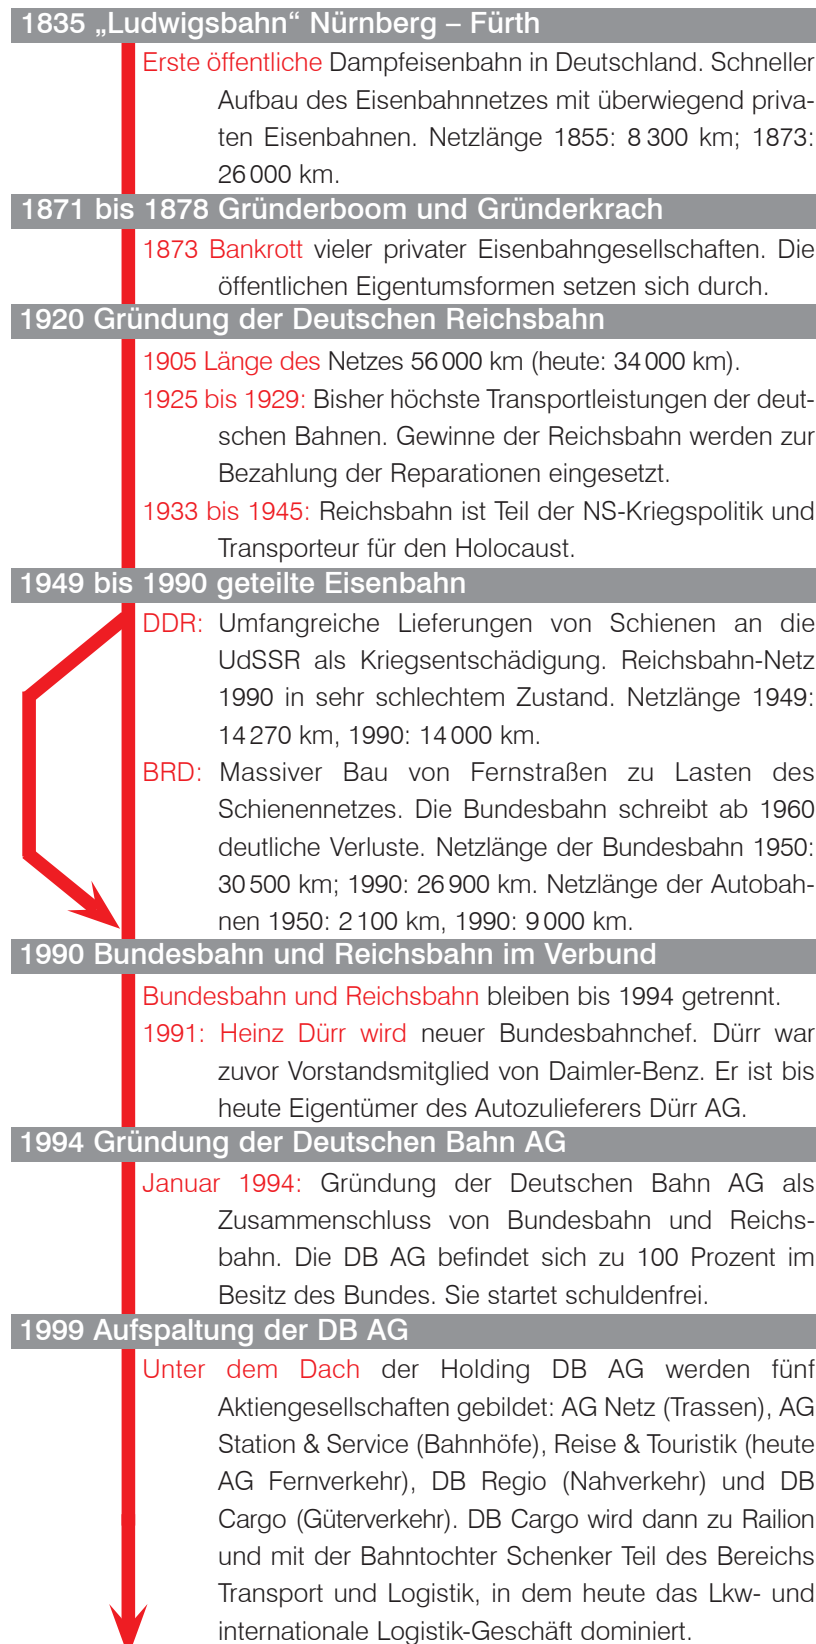 1835 „Ludwigsbahn“ Nürnberg – Fürth
Erste öffentliche Dampfeisenbahn in Deutschland. Schneller
Aufbau des Eisenbahnnetzes mit überwiegend priva-
ten Eisenbahnen. Netzlänge 1855: 8 300 km; 1873:
26 000 km.
1871 bis 1878 Gründerboom und Gründerkrach
1873 Bankrott vieler privater Eisenbahngesellschaften. Die
öffentlichen Eigentumsformen setzen sich durch.
1920 Gründung der Deutschen Reichsbahn
1905 Länge des Netzes 56 000 km (heute: 34 000 km).
1925 bis 1929: Bisher höchste Transportleistungen der deut-
schen Bahnen. Gewinne der Reichsbahn werden zur
Bezahlung der Reparationen eingesetzt.
1933 bis 1945: Reichsbahn ist Teil der NS-Kriegspolitik und
Transporteur für den Holocaust.
1949 bis 1990 geteilte Eisenbahn
DDR: Umfangreiche Lieferungen von Schienen an die
UdSSR als Kriegsentschädigung. Reichsbahn-Netz
1990 in sehr schlechtem Zustand. Netzlänge 1949:
14 270 km, 1990: 14 000 km.
BRD: Massiver Bau von Fernstraßen zu Lasten des
Schienennetzes. Die Bundesbahn schreibt ab 1960
deutliche Verluste. Netzlänge der Bundesbahn 1950:
30 500 km; 1990: 26 900 km. Netzlänge der Autobah-
nen 1950: 2 100 km, 1990: 9 000 km.
1990 Bundesbahn und Reichsbahn im Verbund
Bundesbahn und Reichsbahn bleiben bis 1994 getrennt.
1991: Heinz Dürr wird neuer Bundesbahnchef. Dürr war
zuvor Vorstandsmitglied von Daimler-Benz. Er ist bis
heute Eigentümer des Autozulieferers Dürr AG.
1994 Gründung der Deutschen Bahn AG
Januar 1994: Gründung der Deutschen Bahn AG als
Zusammenschluss von Bundesbahn und Reichs-
bahn. Die DB AG befindet sich zu 100 Prozent im
Besitz des Bundes. Sie startet schuldenfrei.
1999 Aufspaltung der DB AG
Unter dem Dach der Holding DB AG werden fünf
Aktiengesellschaften gebildet: AG Netz (Trassen), AG
Station & Service (Bahnhöfe), Reise & Touristik (heute
AG Fernverkehr), DB Regio (Nahverkehr) und DB
Cargo (Güterverkehr). DB Cargo wird dann zu Railion
und mit der Bahntochter Schenker Teil des Bereichs
Transport und Logistik, in dem heute das Lkw- und
internationale Logistik-Geschäft dominiert.